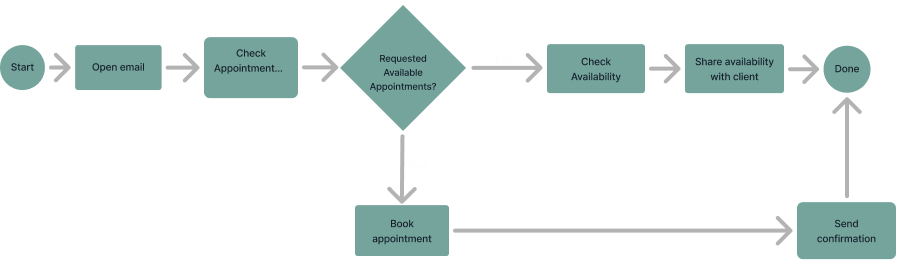 Start
Open email
Check
Appointment...
Requested
Available
Appointments?
Check
Availability
Share availability
with client
Done
Book
appointment
Send
confirmation